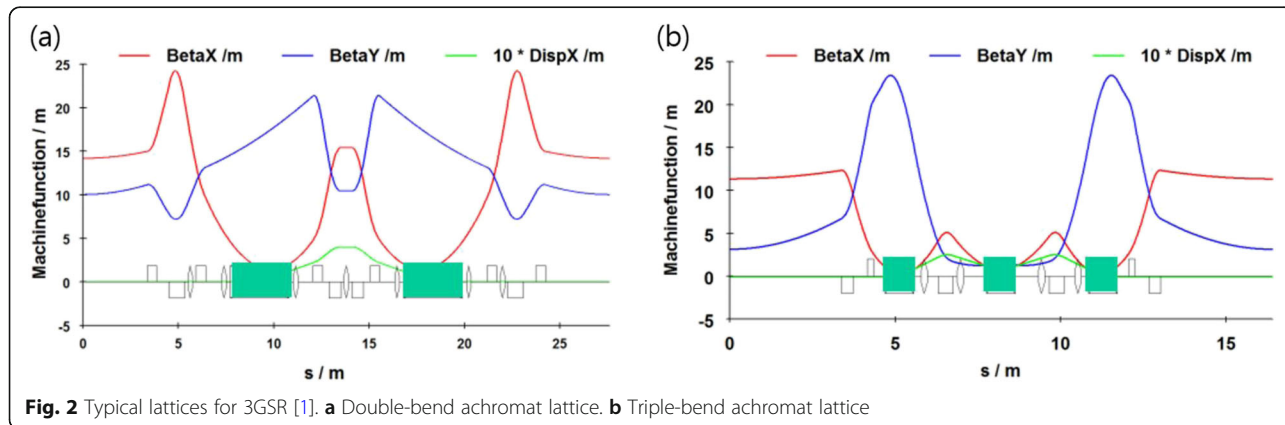 (a)
BetaX /m BetaY /m 10 * DispX /m
25
20
15
10
5
0
-5
Machinefunction / m
0 5 10 15 20 25
s / m
(b)
BetaX /m BetaY /m 10 * DispX /m
25
20
15
10
5
0
-5
Machinefunction / m
0 5 10 15
s / m
Fig. 2 Typical lattices for 3GSR [1]. a Double-bend achromat lattice. b Triple-bend achromat lattice